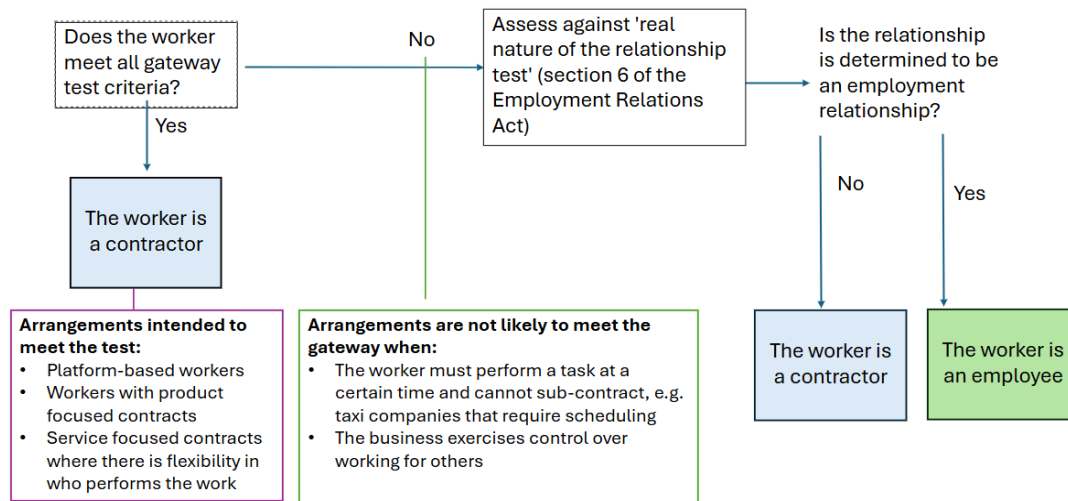 Does the worker
meet all gateway
test criteria?
No
Assess against 'real
nature of the relationship
test' (section 6 of the
Employment Relations
Act)
Is the relationship
is determined to be
an employment
relationship?
Yes
The worker is
a contractor
No
Yes
Arrangements intended to
meet the test:
• Platform-based workers
• Workers with product
focused contracts
• Service focused contracts
where there is flexibility in
who performs the work
Arrangements are not likely to meet the
gateway when:
• The worker must perform a task at a
certain time and cannot sub-contract, e.g.
taxi companies that require scheduling
• The business exercises control over
working for others
The worker is
a contractor
The worker is
an employee